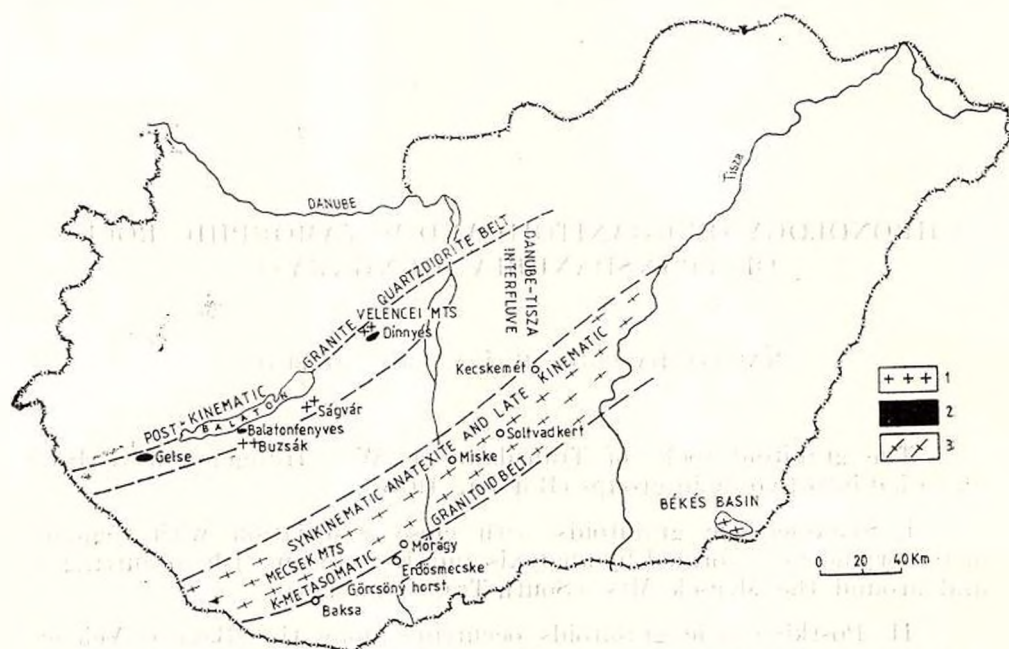 DANUBE
Tisza
POST-KINEMATIC GRANITE QUARTZDIORITE BELT
VELENCEI MTS
Dinnyés
DANUBE-TISZA
INTERFLUVE
BALATON
Ságvár
Balatonfenyves
Buzsák
Gelse
Kecskemét
SYNKINEMATIC ANATEXITE AND LATE KINEMATIC
Soltvadkert
Miske
K-METASOMATIC GRANITOID BELT
MECSEK MTS
Mórágy
Erdősmecske
Görcsöny horst
Baksa
BÉKÉS BASIN
1
2
3
0 20 40 Km